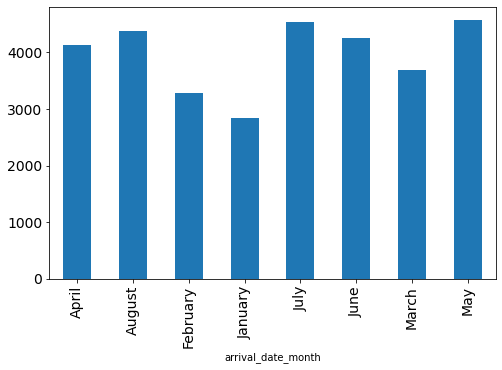 4000
3000
2000
1000
0
April
August
February
January
July
June
March
May
arrival_date_month